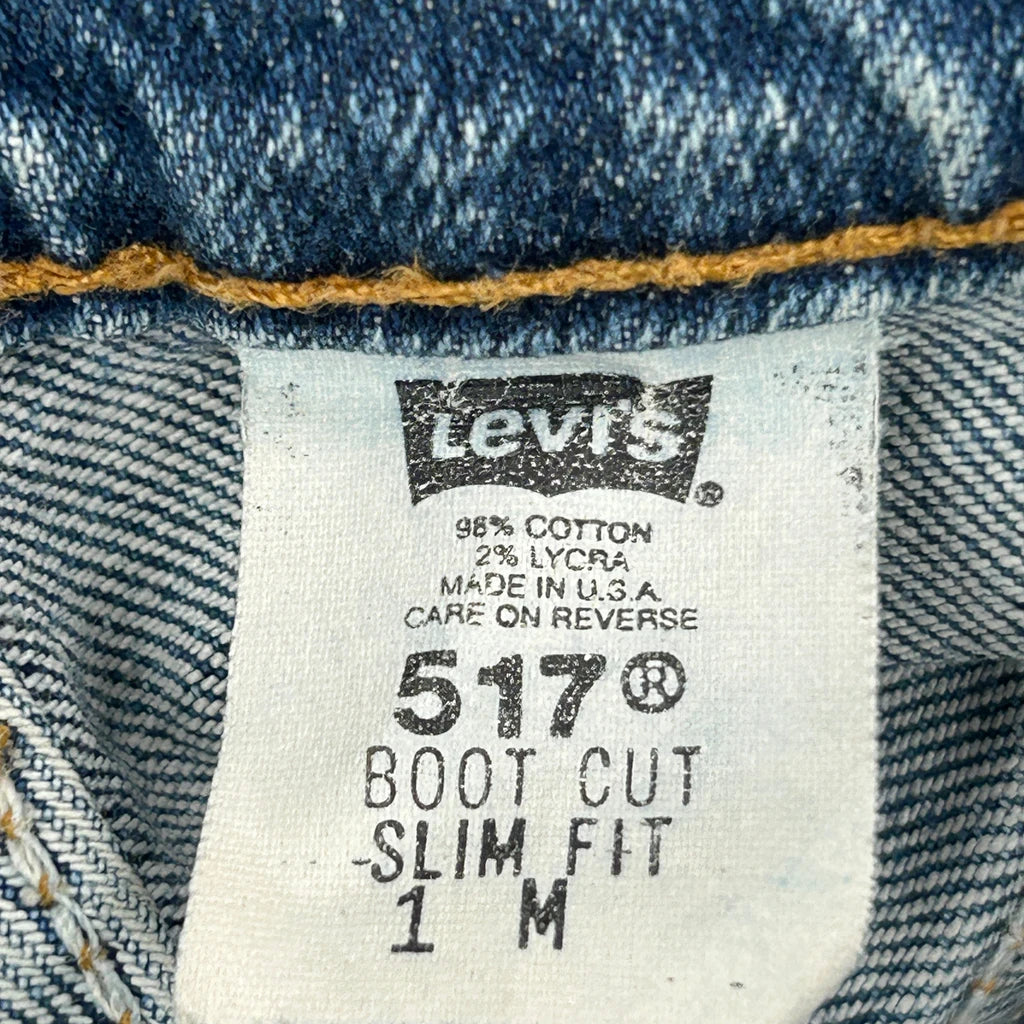 Levi's®
98% COTTON
2% LYCRA
MADE IN U.S.A
CARE ON REVERSE
517®
BOOT CUT
SLIM FIT
1 M